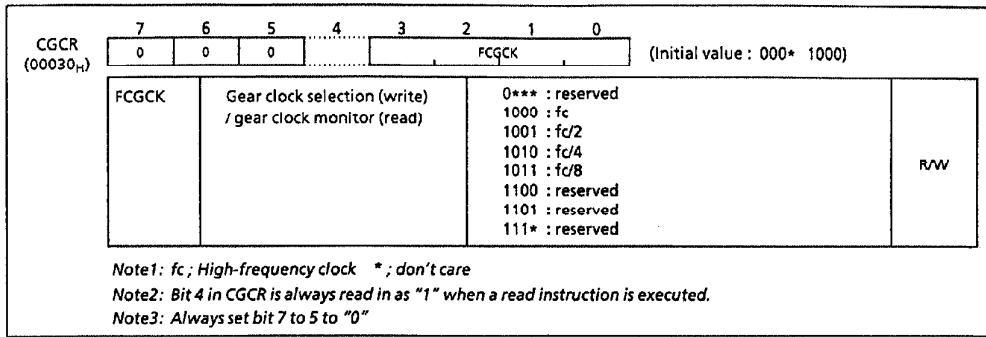 7 6 5 4 3 2 1 0
CGCR
(00030H)
0 0 0 FCGCK (Initial value : 000* 1000)
FCGCK
Gear clock selection (write)
/ gear clock monitor (read)
0*** : reserved
1000 : fc
1001 : fc/2
1010 : fc/4
1011 : fc/8
1100 : reserved
1101 : reserved
111* : reserved
R/W
Note1: fc ; High-frequency clock * ; don't care
Note2: Bit 4 in CGCR is always read in as "1" when a read instruction is executed.
Note3: Always set bit 7 to 5 to "0"